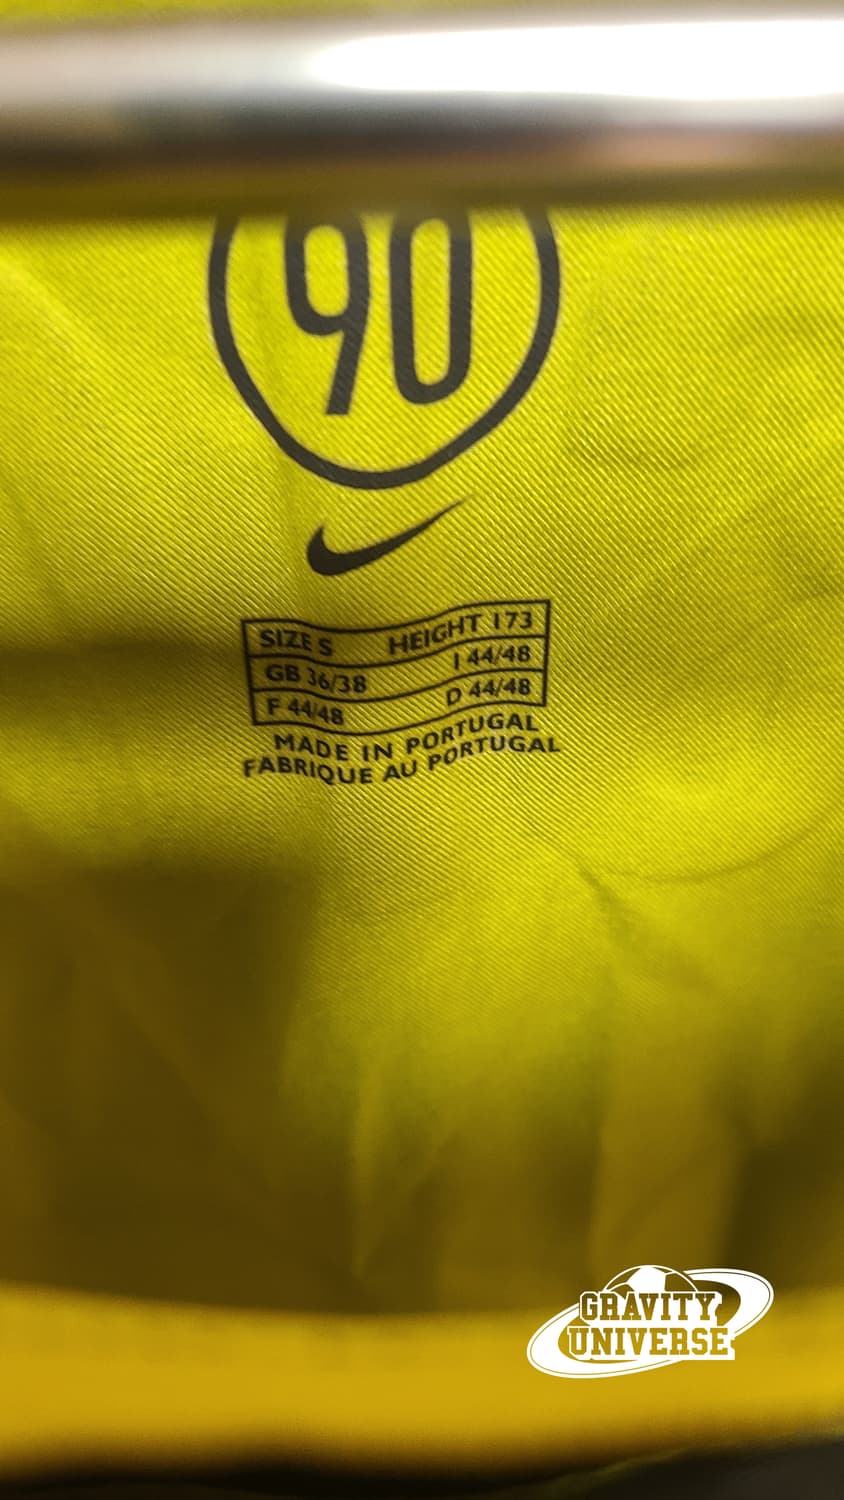 90
SIZE S HEIGHT 173
GB 36/38 I 44/48
F 44/48 D 44/48
MADE IN PORTUGAL
FABRIQUE AU PORTUGAL
GRAVITY
UNIVERSE